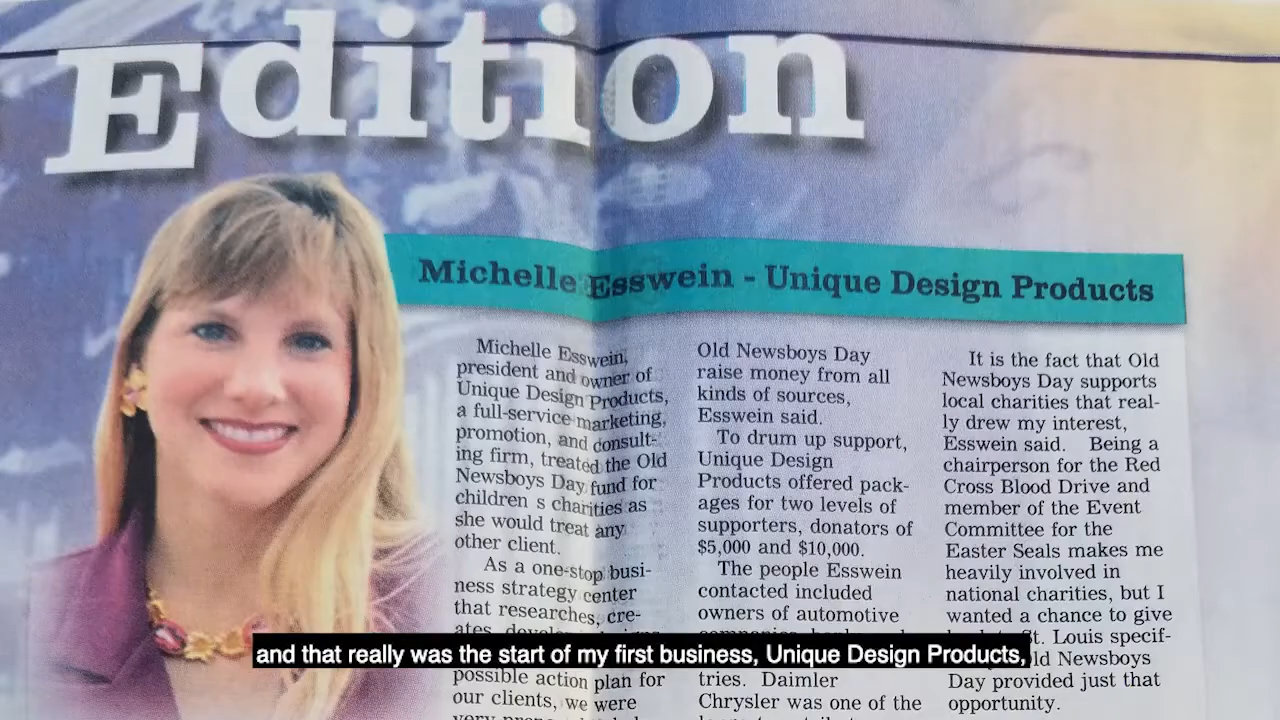 Edition
Michelle Esswein - Unique Design Products
Michelle Esswein,
president and owner of
Unique Design Products,
a full-service marketing,
promotion, and consult-
ing firm, treated the Old
Newsboys Day fund for
children s charities as
she would treat any
other client.
As a one-stop busi-
ness strategy center
that researches, cre-
possible action plan for
our clients, we were
Old Newsboys Day
raise money from all
kinds of sources,
Esswein said.
To drum up support,
Unique Design
Products offered pack-
ages for two levels of
supporters, donators of
$5,000 and $10,000.
The people Esswein
contacted included
owners of automotive
tries. Daimler
Chrysler was one of the
It is the fact that Old
Newsboys Day supports
local charities that real-
ly drew my interest,
Esswein said. Being a
chairperson for the Red
Cross Blood Drive and
member of the Event
Committee for the
Easter Seals makes me
heavily involved in
national charities, but I
wanted a chance to give
St. Louis specif-
Old Newsboys
Day provided just that
opportunity.
and that really was the start of my first business, Unique Design Products,